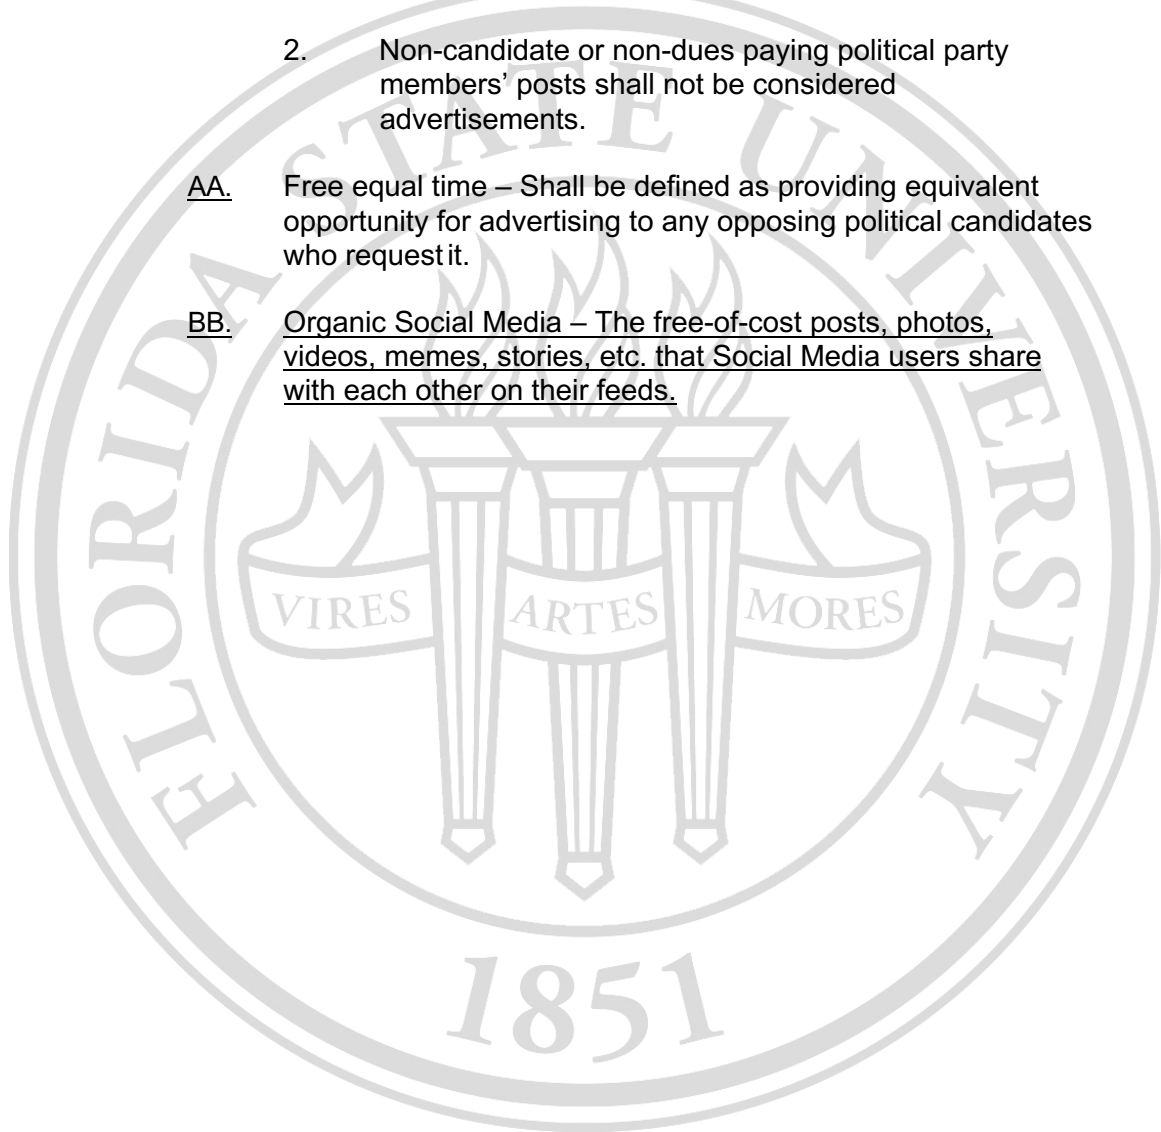 2. Non-candidate or non-dues paying political party
members’ posts shall not be considered
advertisements.
AA. Free equal time – Shall be defined as providing equivalent
opportunity for advertising to any opposing political candidates
who request it.
BB. Organic Social Media – The free-of-cost posts, photos,
videos, memes, stories, etc. that Social Media users share
with each other on their feeds.
FLORIDA STATE UNIVERSITY
VIRES ARTES MORES
1851